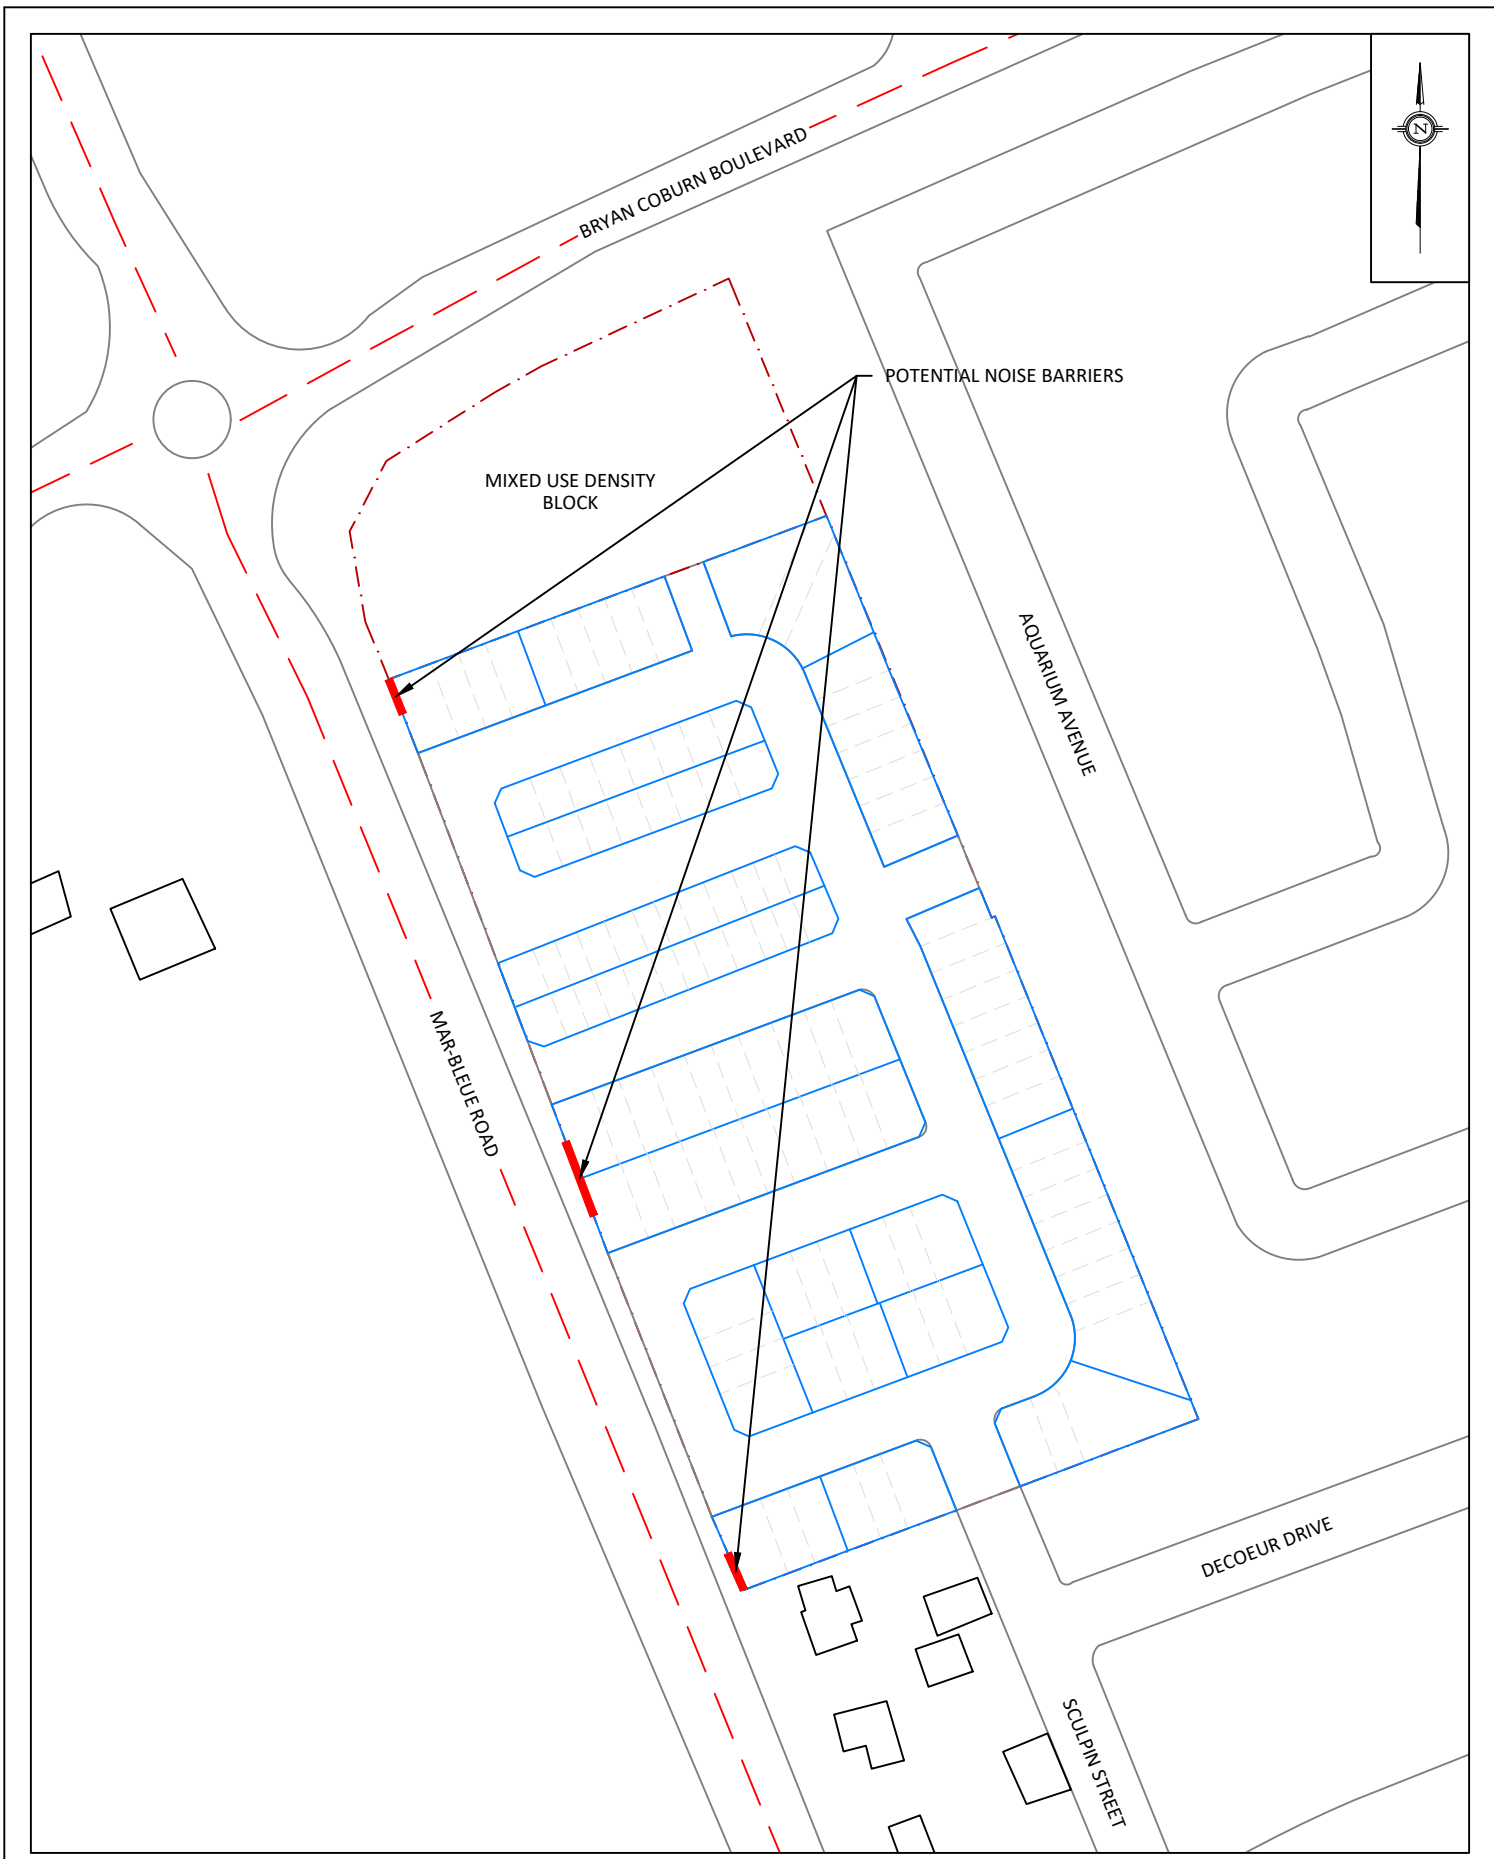 N
BRYAN COBURN BOULEVARD
POTENTIAL NOISE BARRIERS
MIXED USE DENSITY
BLOCK
AQUARIUM AVENUE
MAR-BLEUE ROAD
DECOEUR DRIVE
SCULPIN STREET